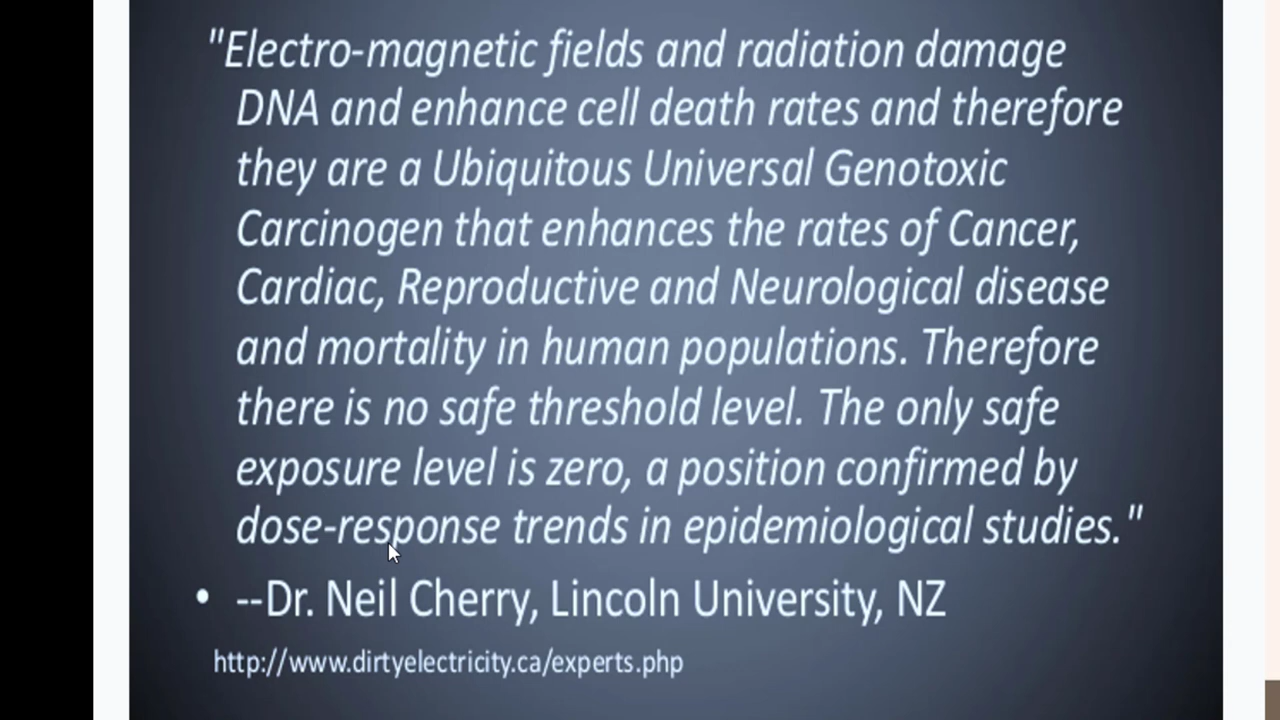 "Electro-magnetic fields and radiation damage
DNA and enhance cell death rates and therefore
they are a Ubiquitous Universal Genotoxic
Carcinogen that enhances the rates of Cancer,
Cardiac, Reproductive and Neurological disease
and mortality in human populations. Therefore
there is no safe threshold level. The only safe
exposure level is zero, a position confirmed by
dose-response trends in epidemiological studies."
• --Dr. Neil Cherry, Lincoln University, NZ
http://www.dirtyelectricity.ca/experts.php